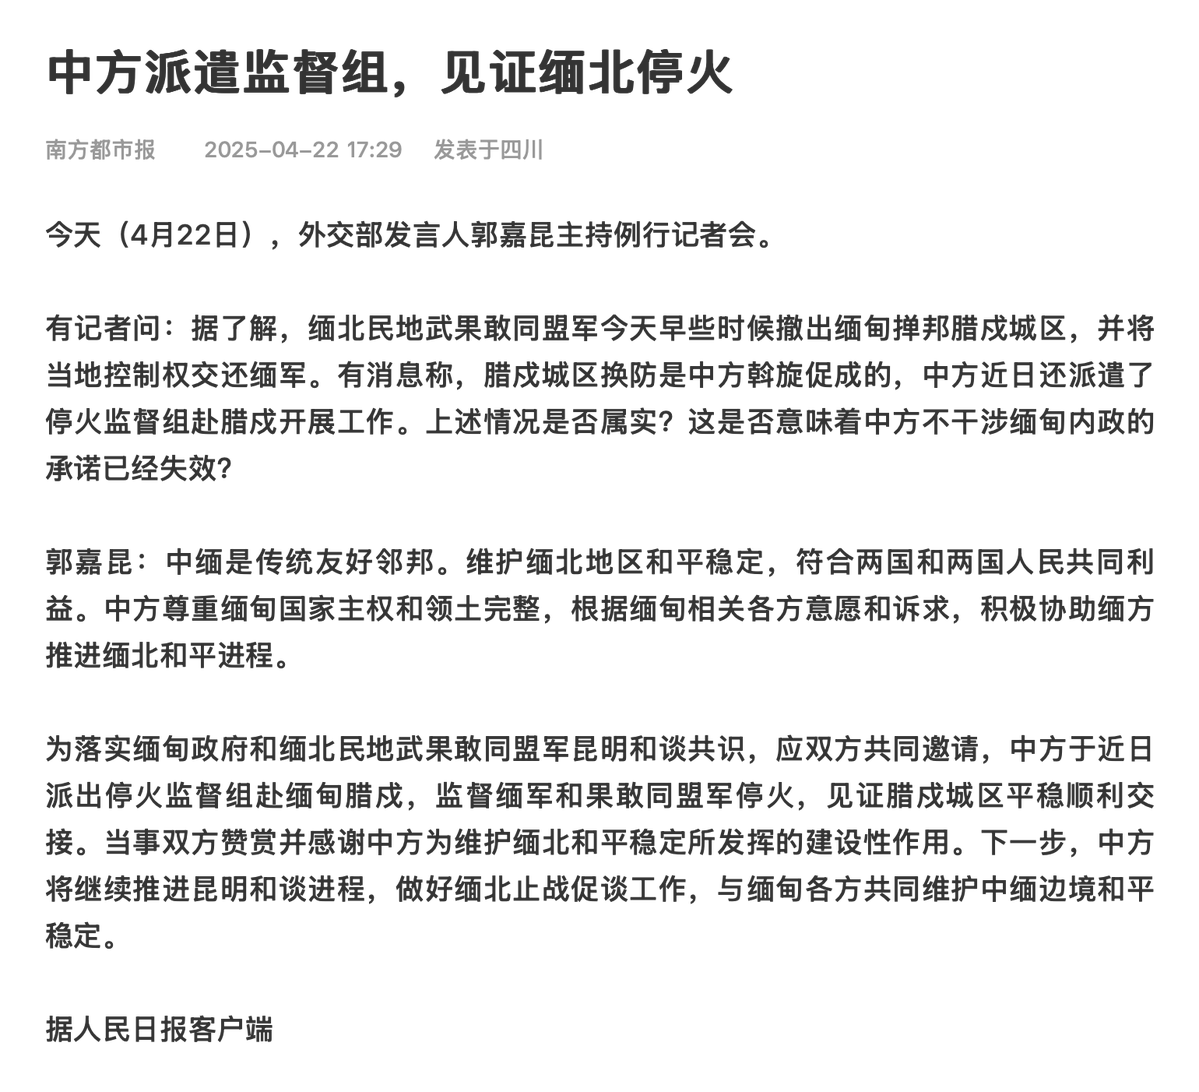 中方派遣监督组，见证缅北停火
南方都市报 2025-04-22 17:29 发表于四川
今天（4月22日），外交部发言人郭嘉昆主持例行记者会。
有记者问：据了解，缅北民地武果敢同盟军今天早些时候撤出缅甸掸邦腊戍城区，并将
当地控制权交还缅军。有消息称，腊戍城区换防是中方斡旋促成的，中方近日还派遣了
停火监督组赴腊戍开展工作。上述情况是否属实？这是否意味着中方不干涉缅甸内政的
承诺已经失效？
郭嘉昆：中缅是传统友好邻邦。维护缅北地区和平稳定，符合两国和两国人民共同利
益。中方尊重缅甸国家主权和领土完整，根据缅甸相关各方意愿和诉求，积极协助缅方
推进缅北和平进程。
为落实缅甸政府和缅北民地武果敢同盟军昆明和谈共识，应双方共同邀请，中方于近日
派出停火监督组赴缅甸腊戍，监督缅军和果敢同盟军停火，见证腊戍城区平稳顺利交
接。当事双方赞赏并感谢中方为维护缅北和平稳定所发挥的建设性作用。下一步，中方
将继续推进昆明和谈进程，做好缅北止战促谈工作，与缅甸各方共同维护中缅边境和平
稳定。
据人民日报客户端